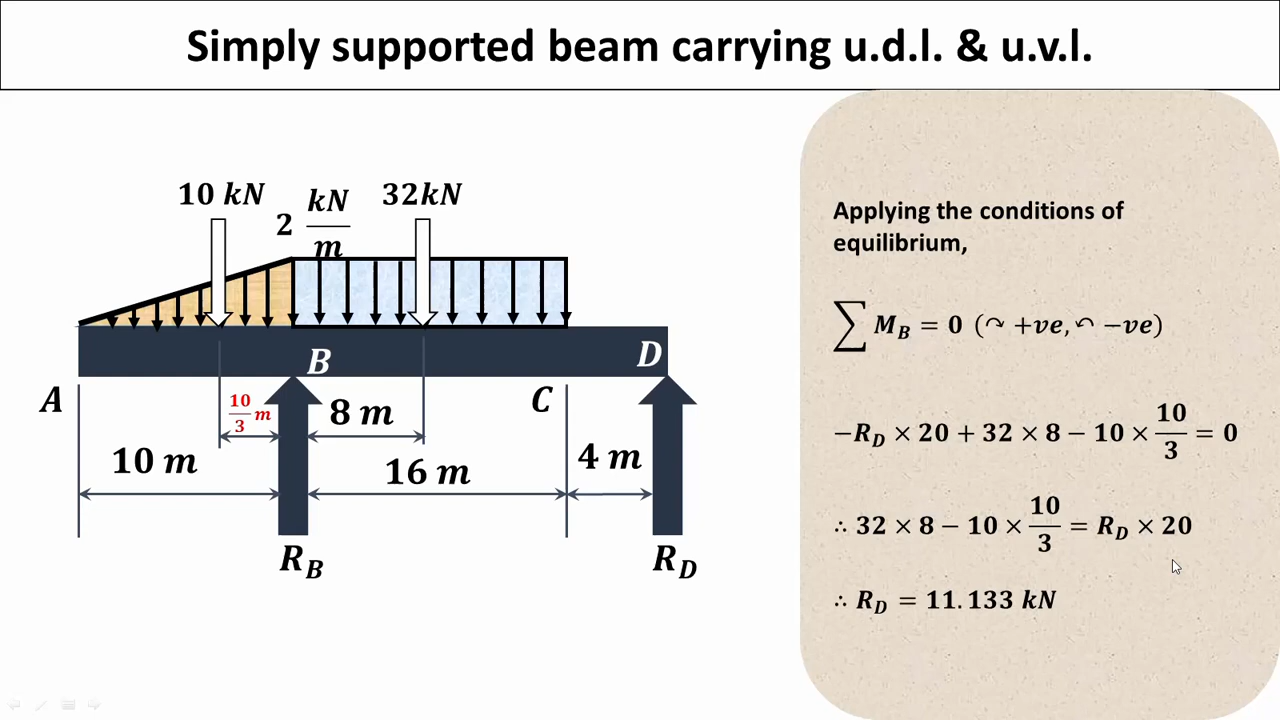 Simply supported beam carrying u.d.l. & u.v.l.
10 kN
2 kN/m
32kN
A
B
C
D
10/3 m
8 m
10 m
16 m
4 m
R_B
R_D
Applying the conditions of
equilibrium,
∑ M_B = 0 (↷ +ve, ↶ −ve)
−R_D × 20 + 32 × 8 − 10 × 10/3 = 0
∴ 32 × 8 − 10 × 10/3 = R_D × 20
∴ R_D = 11.133 kN